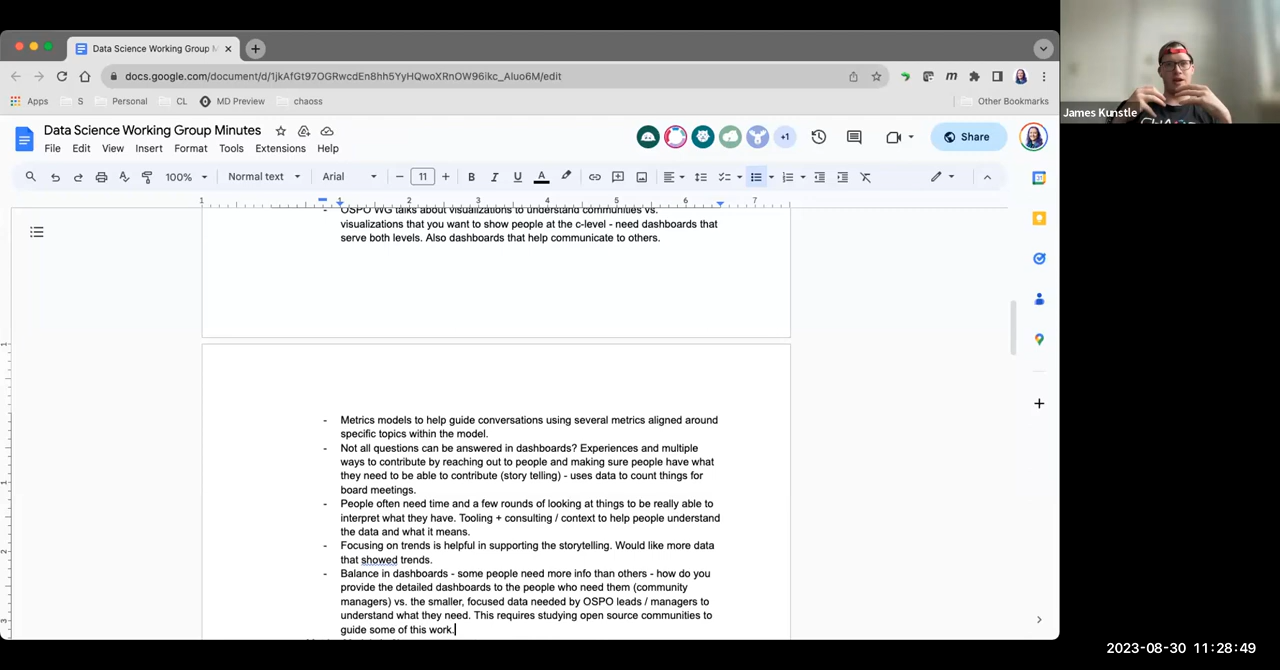 Data Science Working Group M
docs.google.com/document/d/1jkAfGt97OGRwcdEn8hh5YyHQwoXRnOW96ikc_AIuo6M/edit
Apps S Personal CL MD Preview chaoss Other Bookmarks
James Kunstle
Data Science Working Group Minutes
File Edit View Insert Format Tools Extensions Help
+1
Share
100% Normal text Arial 11
1 1 2 3 4 5 6 7
OSPO WG talks about visualizations to understand communities vs.
visualizations that you want to show people at the c-level - need dashboards that
serve both levels. Also dashboards that help communicate to others.
- Metrics models to help guide conversations using several metrics aligned around
specific topics within the model.
- Not all questions can be answered in dashboards? Experiences and multiple
ways to contribute by reaching out to people and making sure people have what
they need to be able to contribute (story telling) - uses data to count things for
board meetings.
- People often need time and a few rounds of looking at things to be really able to
interpret what they have. Tooling + consulting / context to help people understand
the data and what it means.
- Focusing on trends is helpful in supporting the storytelling. Would like more data
that showed trends.
- Balance in dashboards - some people need more info than others - how do you
provide the detailed dashboards to the people who need them (community
managers) vs. the smaller, focused data needed by OSPO leads / managers to
understand what they need. This requires studying open source communities to
guide some of this work.
2023-08-30 11:28:49